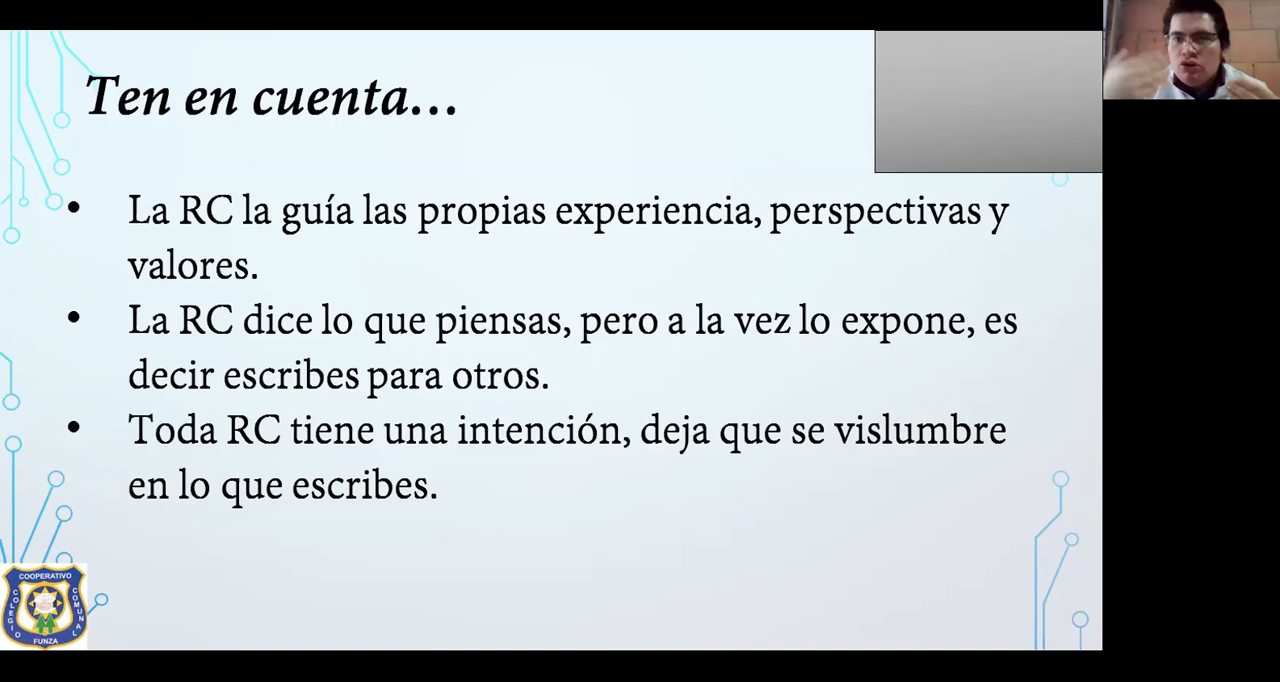 Ten en cuenta...
• La RC la guía las propias experiencia, perspectivas y
valores.
• La RC dice lo que piensas, pero a la vez lo expone, es
decir escribes para otros.
• Toda RC tiene una intención, deja que se vislumbre
en lo que escribes.
COOPERATIVO
COLEGIO
COMUNAL
FUNZA